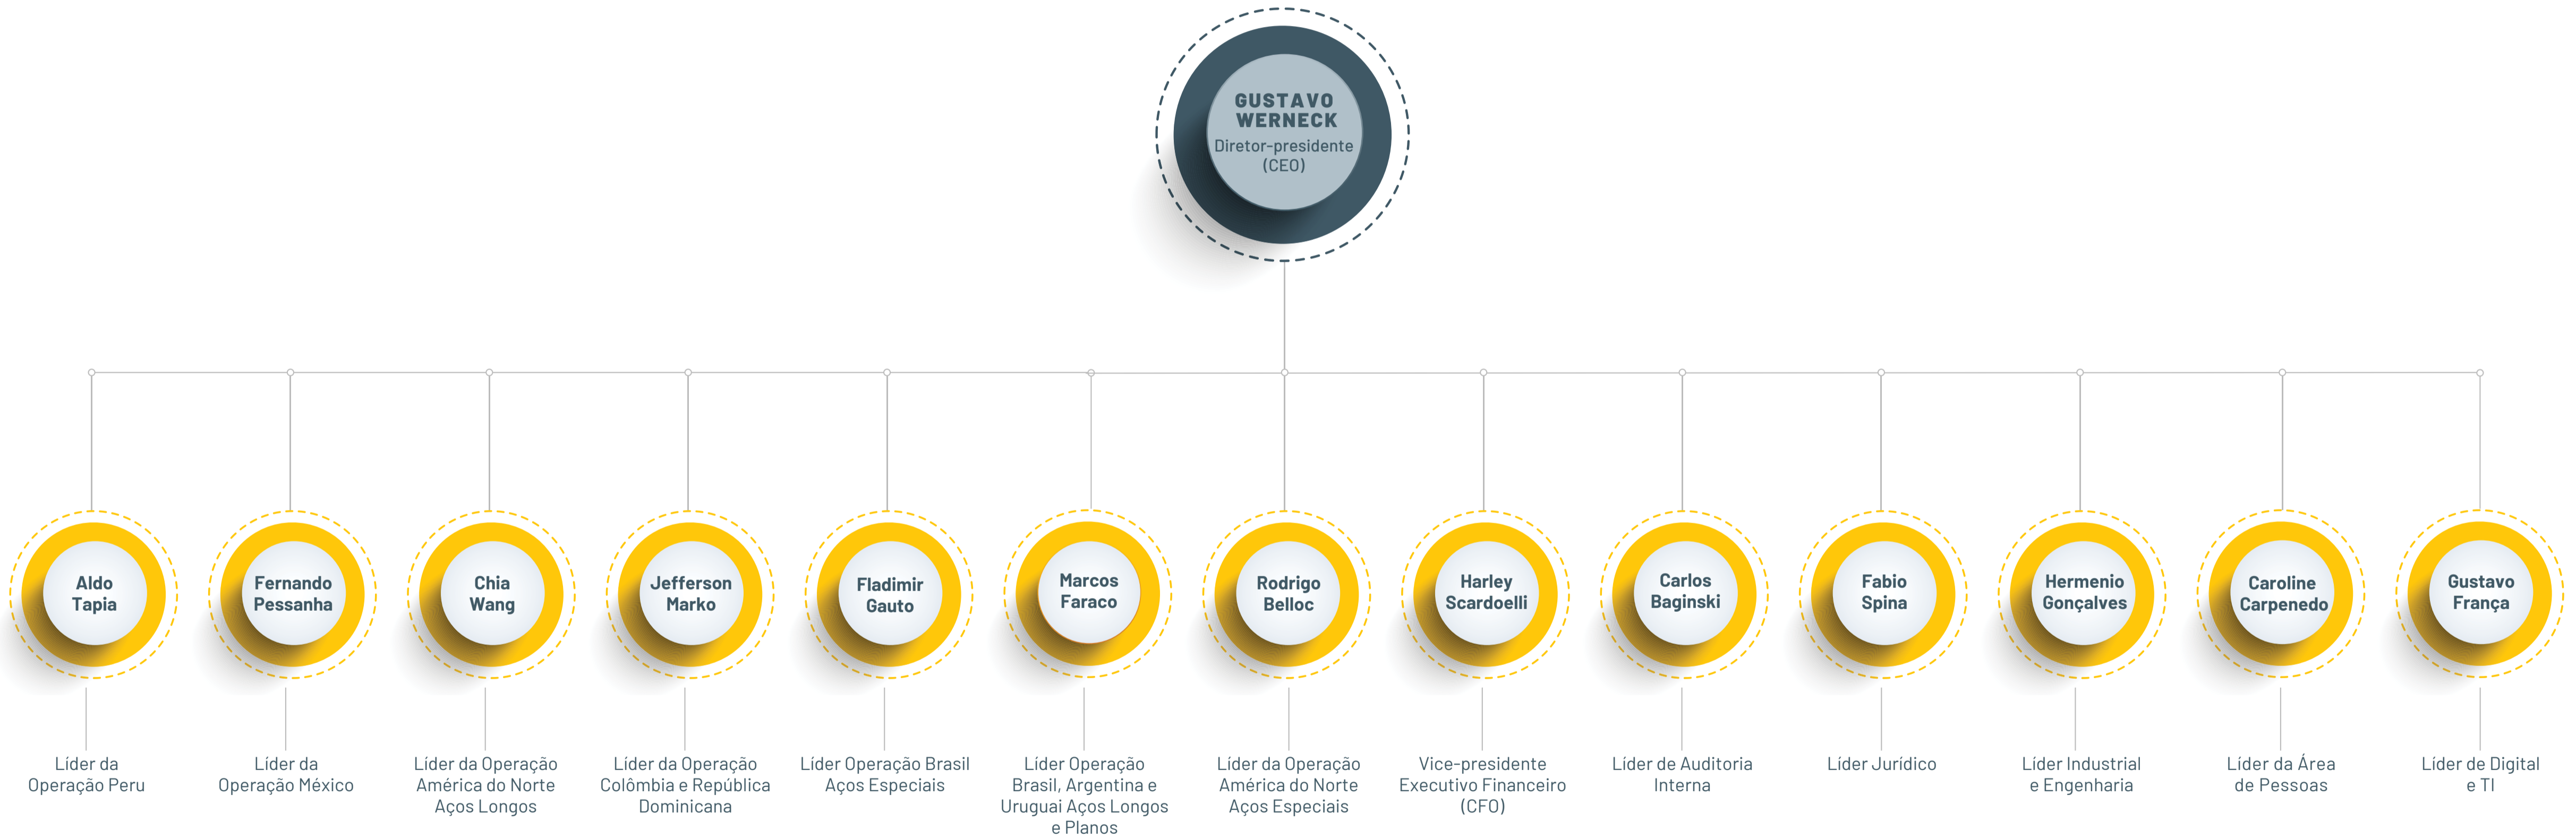 GUSTAVO
WERNECK
Diretor-presidente
(CEO)
Aldo
Tapia
Líder da
Operação Peru
Fernando
Pessanha
Líder da
Operação México
Chia
Wang
Líder da Operação
América do Norte
Aços Longos
Jefferson
Marko
Líder da Operação
Colômbia e República
Dominicana
Fladimir
Gauto
Líder Operação Brasil
Aços Especiais
Marcos
Faraco
Líder Operação
Brasil, Argentina e
Uruguai Aços Longos
e Planos
Rodrigo
Belloc
Líder da Operação
América do Norte
Aços Especiais
Harley
Scardoelli
Vice-presidente
Executivo Financeiro
(CFO)
Carlos
Baginski
Líder de Auditoria
Interna
Fabio
Spina
Líder Jurídico
Hermenio
Gonçalves
Líder Industrial
e Engenharia
Caroline
Carpenedo
Líder da Área
de Pessoas
Gustavo
França
Líder de Digital
e TI